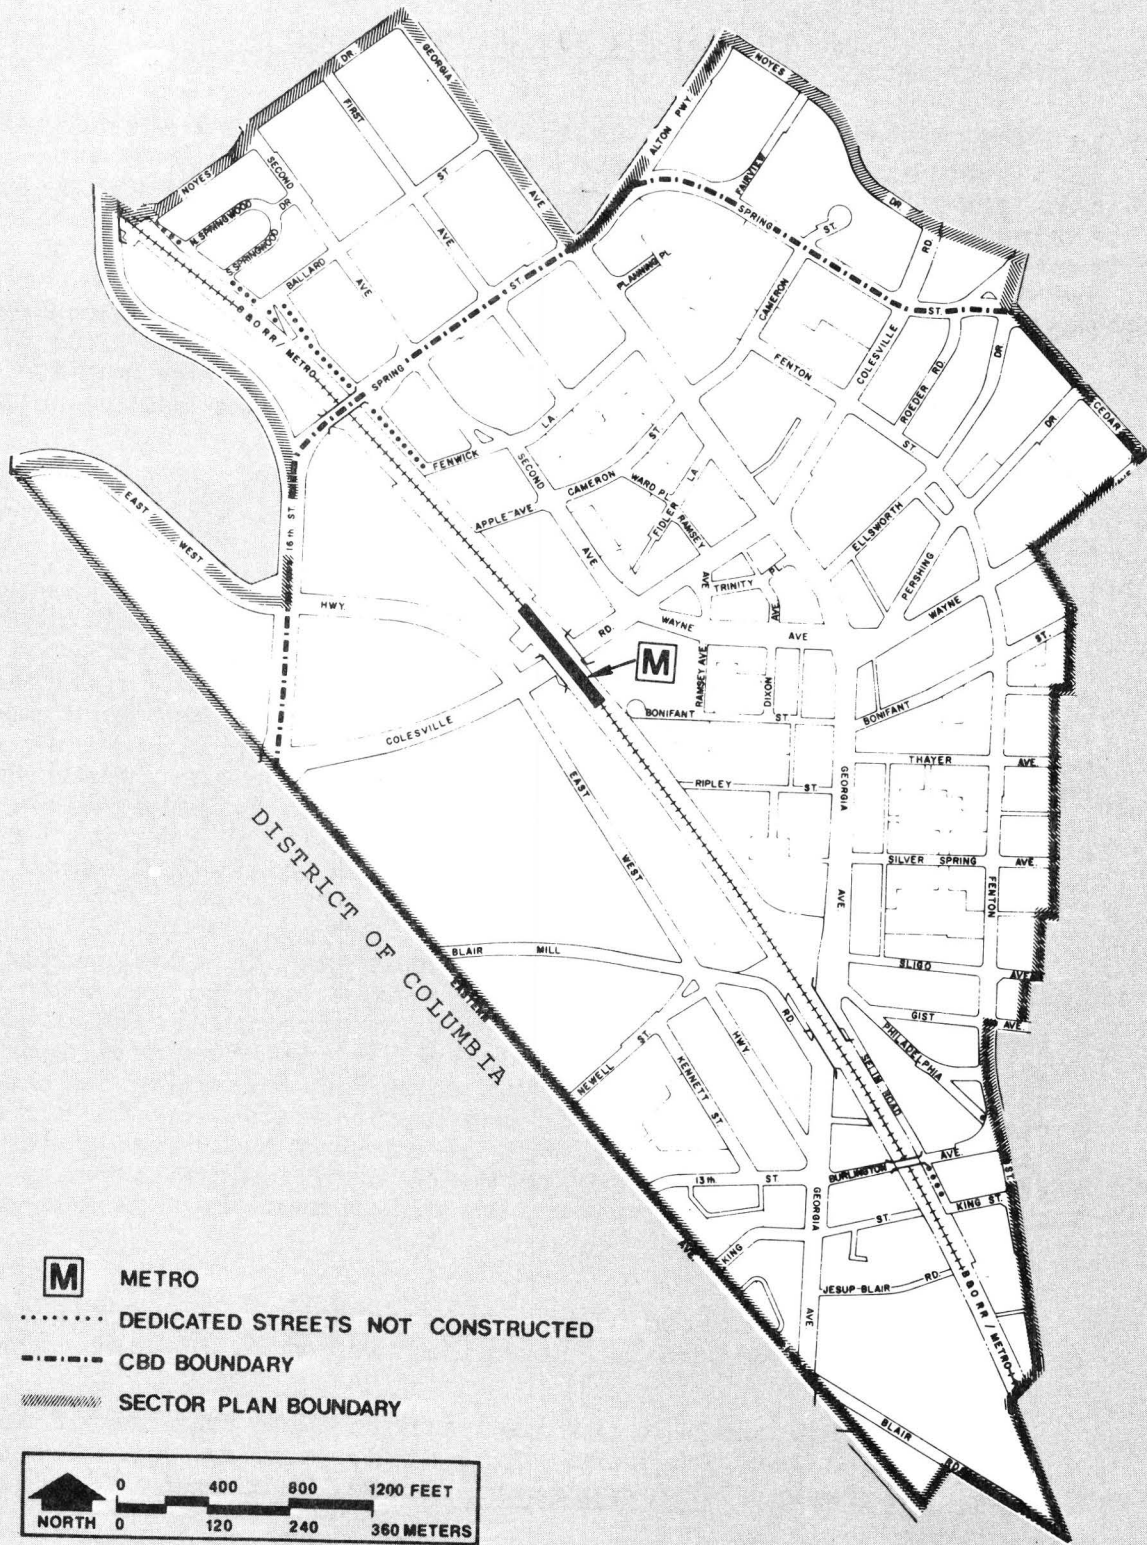 NOYES
DR.
GEORGIA
AVE
FIRST
ST
AVE.
SECOND
DR
N. SPRINGWOOD
S. SPRINGWOOD
BALLARD
AVE
B & O RR / METRO
SPRING
ST.
ALTON PWY.
NOYES
DR
FAIRVIEW
SPRING
ST.
RD.
ST.
PLANNING PL.
CAMERON
FENTON
COLESVILLE
ROEDER RD.
DR
DR
CEDAR
ST
LA
ST
FENWICK
SECOND
CAMERON
WARD PL.
LA
FIDLER
RAMSEY
AVE
APPLE AVE
AVE
TRINITY
PL.
AVE
ELLSWORTH
PERSHING
WAYNE
ST.
EAST
WEST
16th ST.
HWY.
RD.
WAYNE
AVE
M
RAMSEY AVE
DIXON
BONIFANT
ST
BONIFANT
COLESVILLE
THAYER
AVE.
EAST
RIPLEY
ST.
GEORGIA
WEST
SILVER SPRING
AVE
FENTON
AVE.
DISTRICT OF COLUMBIA
BLAIR
MILL
EASTERN
SLIGO
AVE
RD.
GIST
AVE.
PHILADELPHIA
HWY.
NEWELL
ST.
KENNETT ST.
SELIM ROAD
BURLINGTON
AVE.
ST.
13th
ST.
GEORGIA
KING ST.
ST.
KING
AVE
JESUP-BLAIR
RD.
B & O RR / METRO
AVE
BLAIR
RD.
M METRO
DEDICATED STREETS NOT CONSTRUCTED
CBD BOUNDARY
SECTOR PLAN BOUNDARY
0 400 800 1200 FEET
NORTH 0 120 240 360 METERS